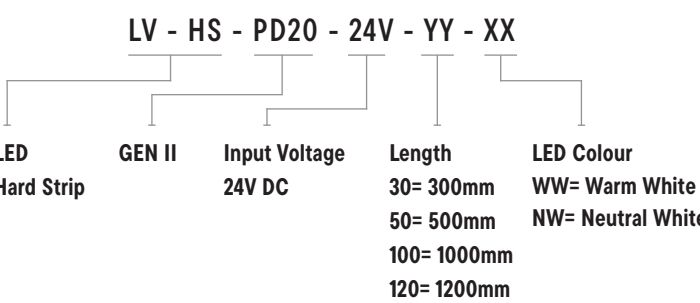 LV - HS - PD20 - 24V - YY - XX
LED
Hard Strip
GEN II
Input Voltage
24V DC
Length
30= 300mm
50= 500mm
100= 1000mm
120= 1200mm
LED Colour
WW= Warm White
NW= Neutral White